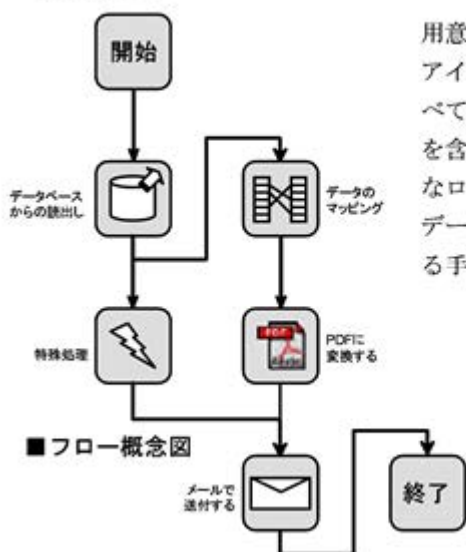 開始
データベース
からの読出し
データの
マッピング
特殊処理
PDFに
変換する
PDF
■フロー概念図
メールで
送付する
終了
用意
アイ
べて
を含
なロ
デー
る手